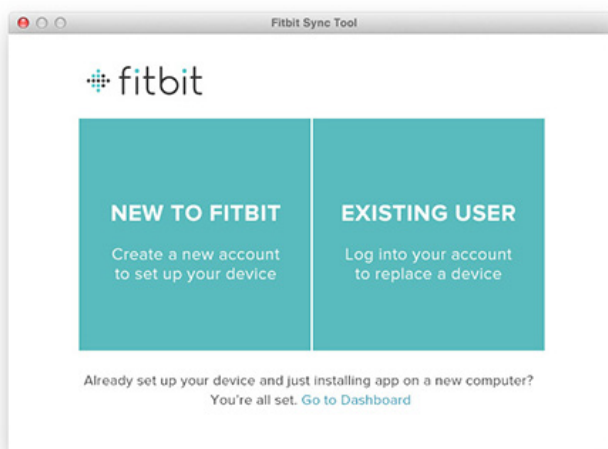 Fitbit Sync Tool
fitbit
NEW TO FITBIT
Create a new account
to set up your device
EXISTING USER
Log into your account
to replace a device
Already set up your device and just installing app on a new computer?
You're all set. Go to Dashboard